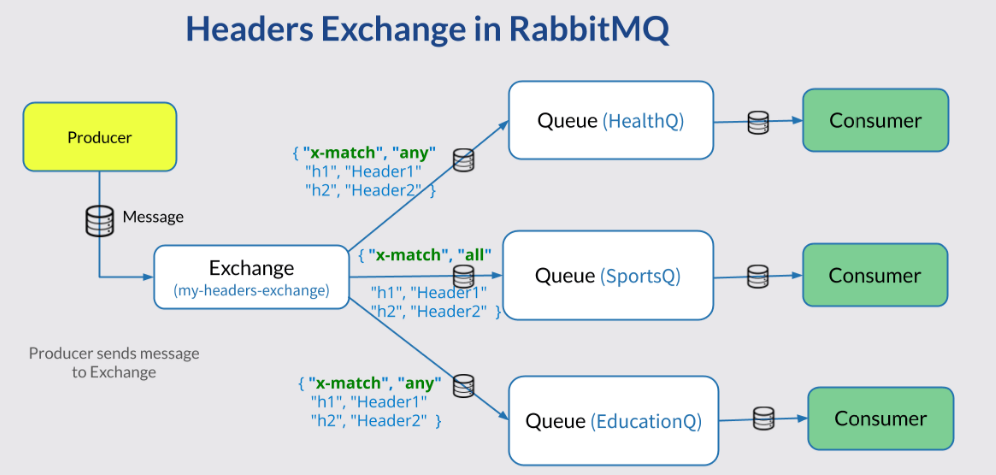 Headers Exchange in RabbitMQ
Producer
Message
Exchange
(my-headers-exchange)
Producer sends message
to Exchange
{ "x-match", "any"
"h1", "Header1"
"h2", "Header2" }
Queue (HealthQ)
Consumer
{ "x-match", "all"
"h1", "Header1"
"h2", "Header2" }
Queue (SportsQ)
Consumer
{ "x-match", "any"
"h1", "Header1"
"h2", "Header2" }
Queue (EducationQ)
Consumer